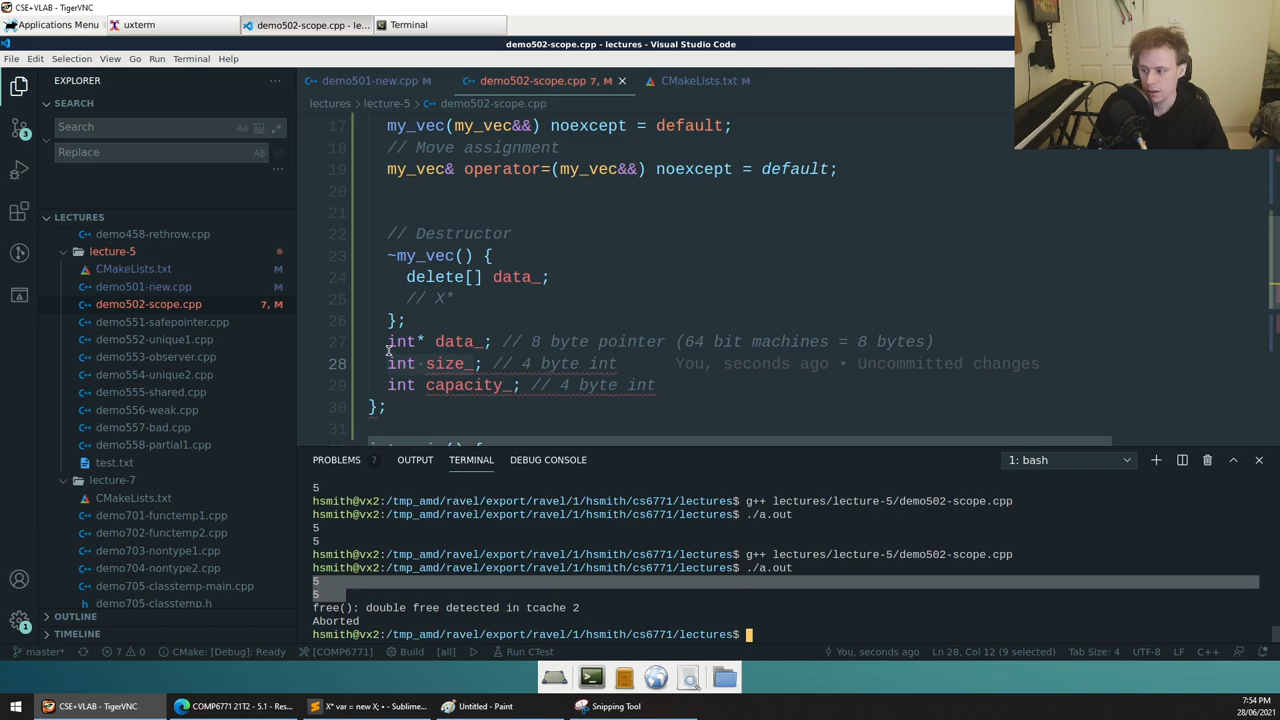 CSE+VLAB - TigerVNC
Applications Menu
uxterm
demo502-scope.cpp - le...
Terminal
demo502-scope.cpp - lectures - Visual Studio Code
File Edit Selection View Go Run Terminal Help
EXPLORER ...
demo501-new.cpp M
demo502-scope.cpp 7, M
CMakeLists.txt M
lectures > lecture-5 > demo502-scope.cpp
SEARCH
Search
Replace
LECTURES
demo458-rethrow.cpp
lecture-5
CMakeLists.txt M
demo501-new.cpp M
demo502-scope.cpp 7, M
demo551-safepointer.cpp
demo552-unique1.cpp
demo553-observer.cpp
demo554-unique2.cpp
demo555-shared.cpp
demo556-weak.cpp
demo557-bad.cpp
demo558-partial1.cpp
test.txt
lecture-7
CMakeLists.txt
demo701-functemp1.cpp
demo702-functemp2.cpp
demo703-nontype1.cpp
demo704-nontype2.cpp
demo705-classtemp-main.cpp
demo705-classtemp.h
OUTLINE
TIMELINE
17 my_vec(my_vec&&) noexcept = default;
18 // Move assignment
19 my_vec& operator=(my_vec&&) noexcept = default;
20
21
22 // Destructor
23 ~my_vec() {
24 delete[] data_;
25 // X*
26 };
27 int* data_; // 8 byte pointer (64 bit machines = 8 bytes)
28 int size_; // 4 byte int You, seconds ago • Uncommitted changes
29 int capacity_; // 4 byte int
30 };
31
PROBLEMS 7 OUTPUT TERMINAL DEBUG CONSOLE 1: bash
5
hsmith@vx2:/tmp_amd/ravel/export/ravel/1/hsmith/cs6771/lectures$ g++ lectures/lecture-5/demo502-scope.cpp
hsmith@vx2:/tmp_amd/ravel/export/ravel/1/hsmith/cs6771/lectures$ ./a.out
5
5
hsmith@vx2:/tmp_amd/ravel/export/ravel/1/hsmith/cs6771/lectures$ g++ lectures/lecture-5/demo502-scope.cpp
hsmith@vx2:/tmp_amd/ravel/export/ravel/1/hsmith/cs6771/lectures$ ./a.out
5
5
free(): double free detected in tcache 2
Aborted
hsmith@vx2:/tmp_amd/ravel/export/ravel/1/hsmith/cs6771/lectures$
master* 7 0 CMake: [Debug]: Ready [COMP6771] Build [all] Run CTest You, seconds ago Ln 28, Col 12 (9 selected) Tab Size: 4 UTF-8 LF C++
CSE+VLAB - TigerVNC
COMP6771 21T2 - 5.1 - Reso...
X* var = new X; • - Sublime...
Untitled - Paint
Snipping Tool
7:54 PM
28/06/2021